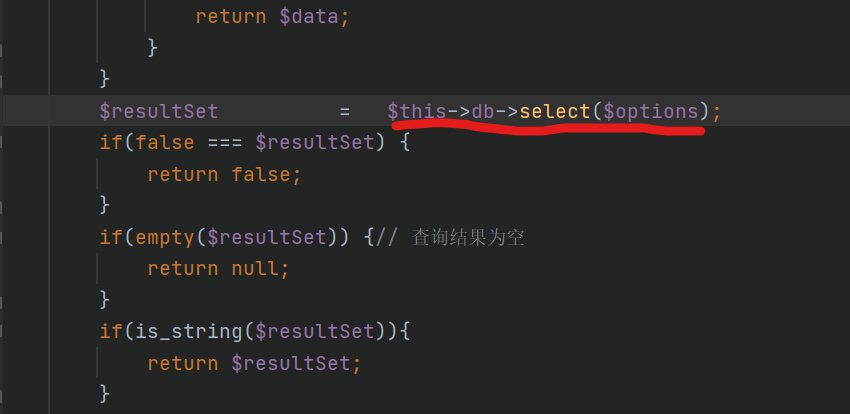 return $data;
}
}
$resultSet          =   $this->db->select($options);
if(false === $resultSet) {
return false;
}
if(empty($resultSet)) {// 查询结果为空
return null;
}
if(is_string($resultSet)){
return $resultSet;
}